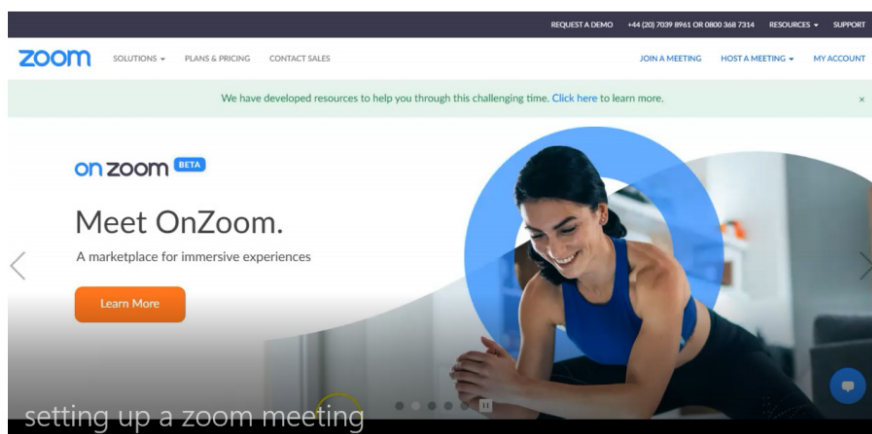 REQUEST A DEMO +44 (20) 7039 8961 OR 0800 368 7314 RESOURCES SUPPORT
zoom SOLUTIONS PLANS & PRICING CONTACT SALES JOIN A MEETING HOST A MEETING MY ACCOUNT
We have developed resources to help you through this challenging time. Click here to learn more. ×
on zoom BETA
Meet OnZoom.
A marketplace for immersive experiences
Learn More
setting up a zoom meeting